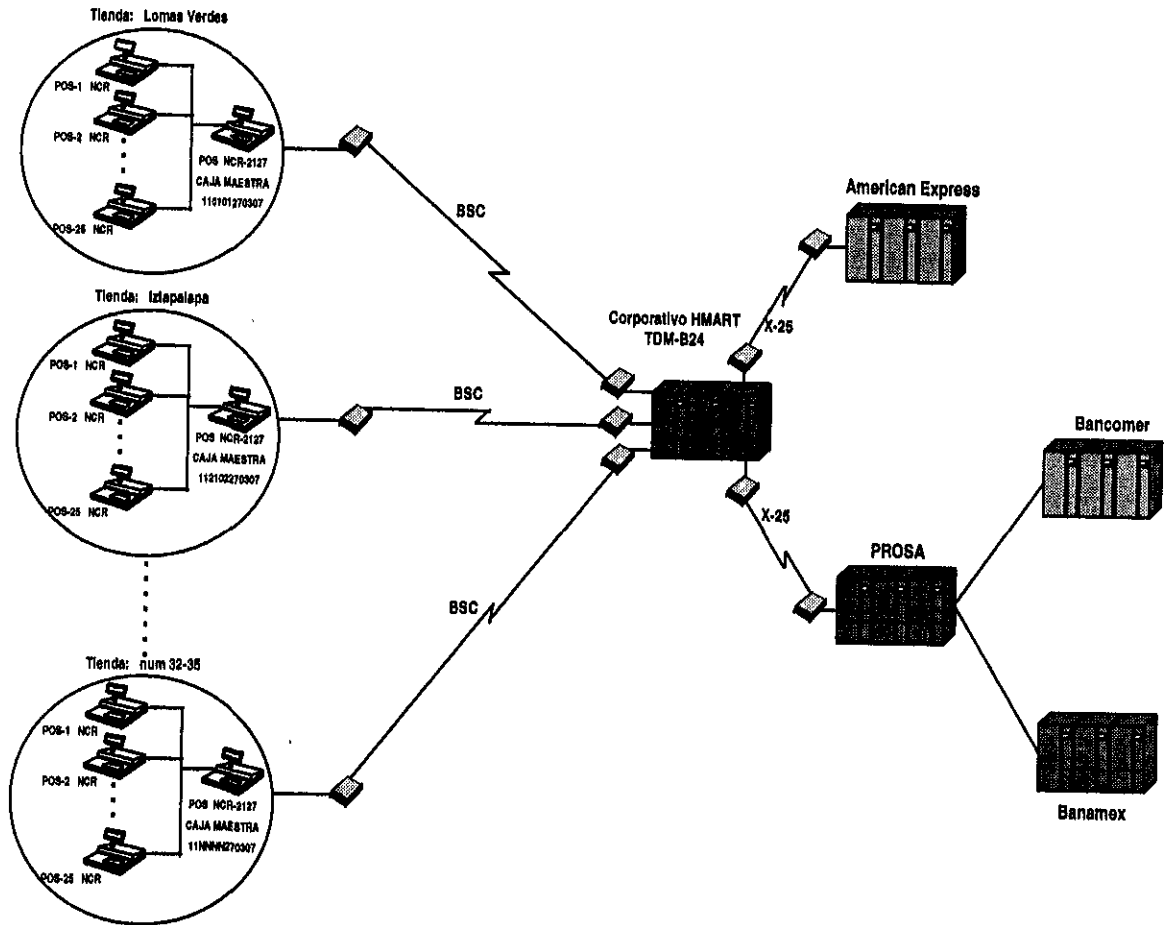 Tienda: Lomas Verdes
POS-1 NCR
POS-2 NCR
POS-26 NCR
POS NCR-2127
CAJA MAESTRA
110101270307
BSC
Tienda: Iztapalapa
POS-1 NCR
POS-2 NCR
POS-25 NCR
POS NCR-2127
CAJA MAESTRA
112103270307
BSC
Tienda: num 32-35
POS-1 NCR
POS-2 NCR
POS-25 NCR
POS NCR-2127
CAJA MAESTRA
11NNNN270307
BSC
Corporativo HMART
TDM-B24
X-25
American Express
X-25
PROSA
Bancomer
Banamex